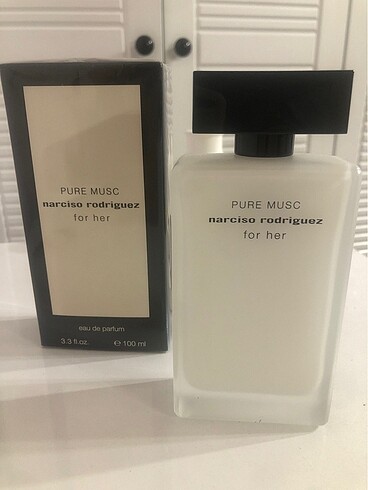 PURE MUSC
narciso rodriguez
for her
eau de parfum
3.3 fl.oz. ℮ 100 ml
PURE MUSC
narciso rodriguez
for her